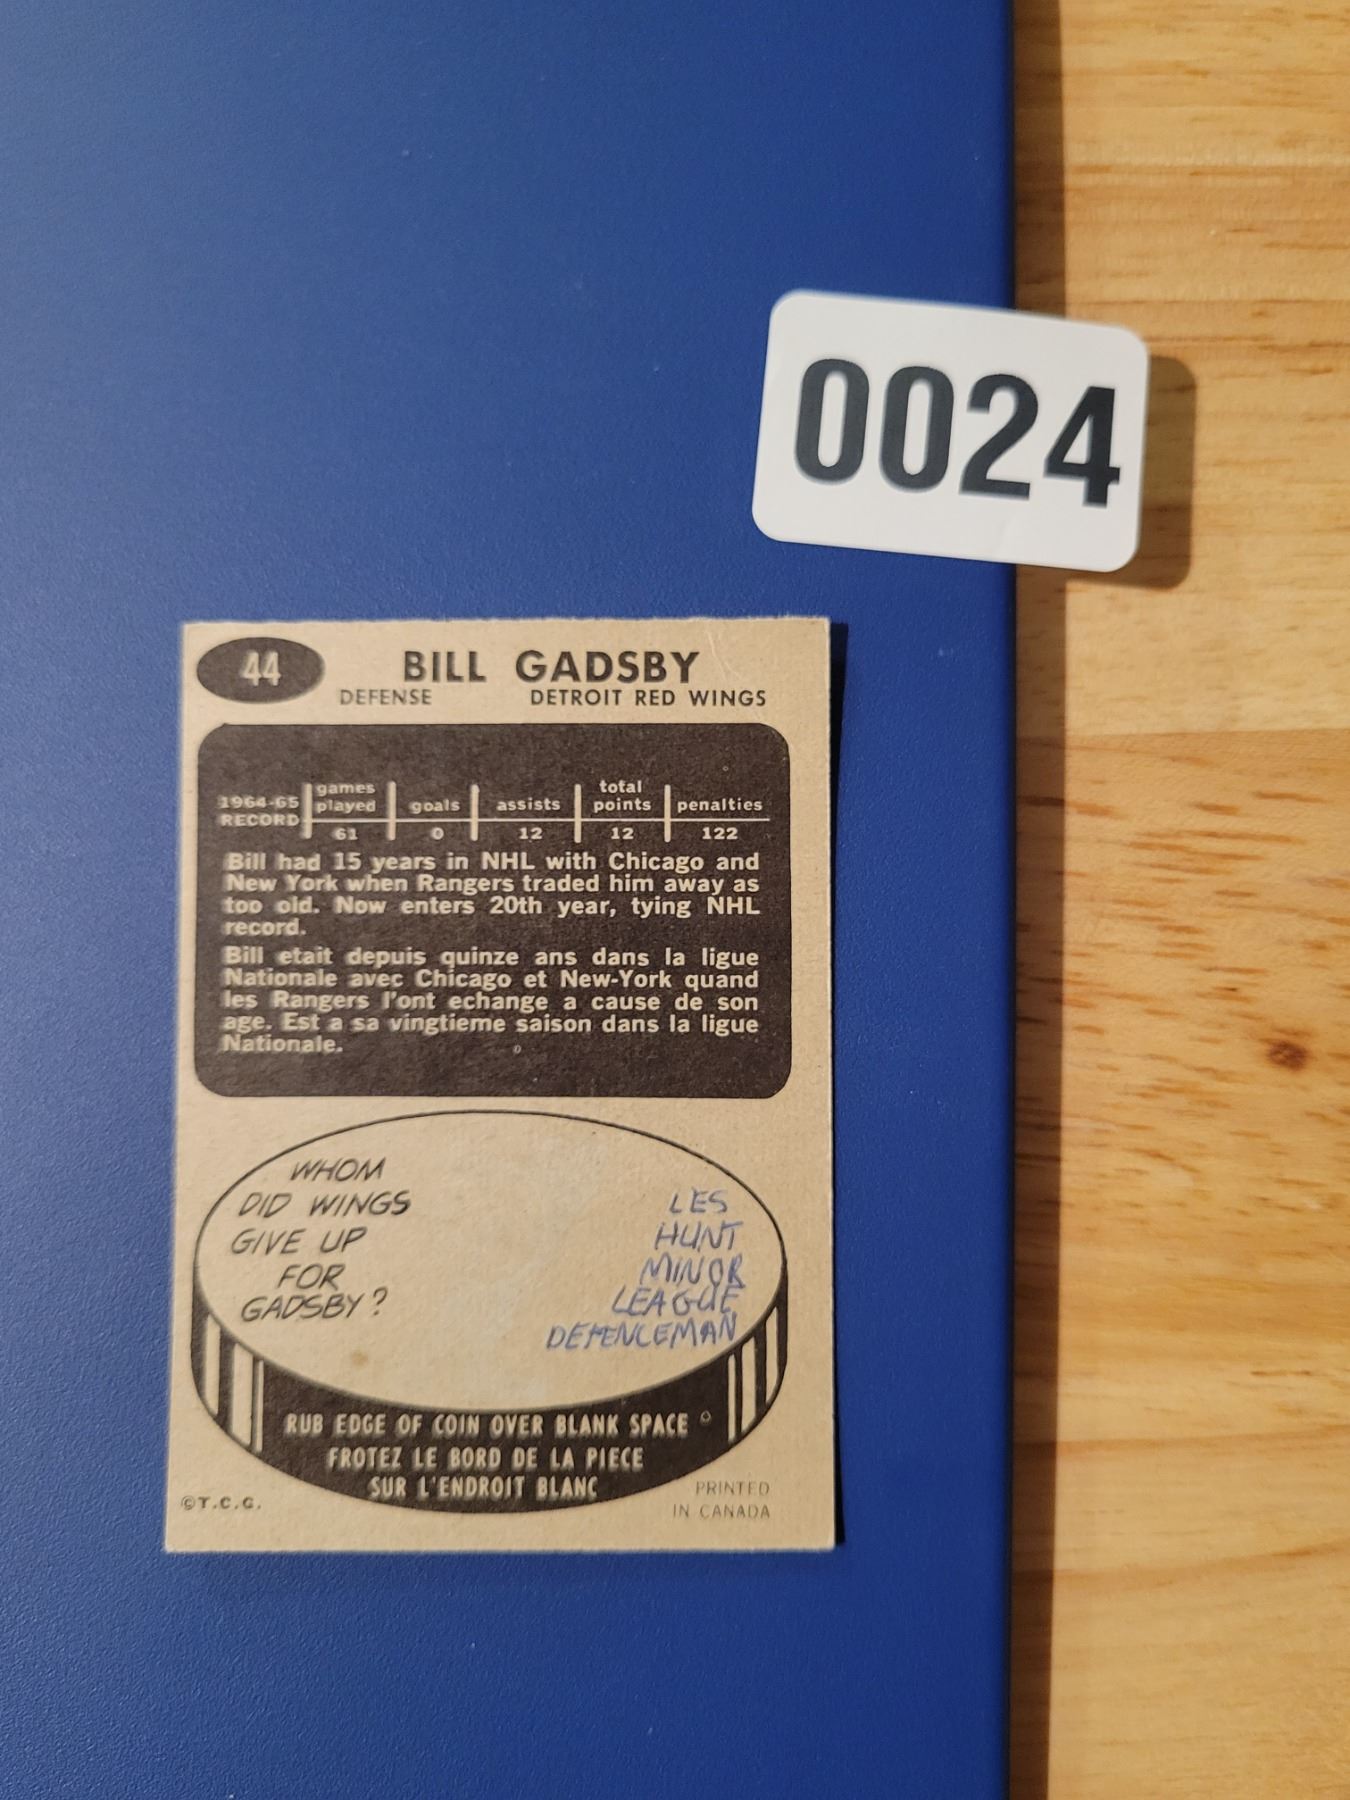 0024
44
BILL GADSBY
DEFENSE DETROIT RED WINGS
1964-65 RECORD games played goals assists total points penalties
61 0 12 12 122
Bill had 15 years in NHL with Chicago and
New York when Rangers traded him away as
too old. Now enters 20th year, tying NHL
record.
Bill etait depuis quinze ans dans la ligue
Nationale avec Chicago et New-York quand
les Rangers l'ont echange a cause de son
age. Est a sa vingtieme saison dans la ligue
Nationale.
WHOM
DID WINGS
GIVE UP
FOR
GADSBY?
LES
HUNT
MINOR
LEAGUE
DEFENCEMAN
RUB EDGE OF COIN OVER BLANK SPACE
FROTEZ LE BORD DE LA PIECE
SUR L'ENDROIT BLANC
©T.C.G.
PRINTED
IN CANADA